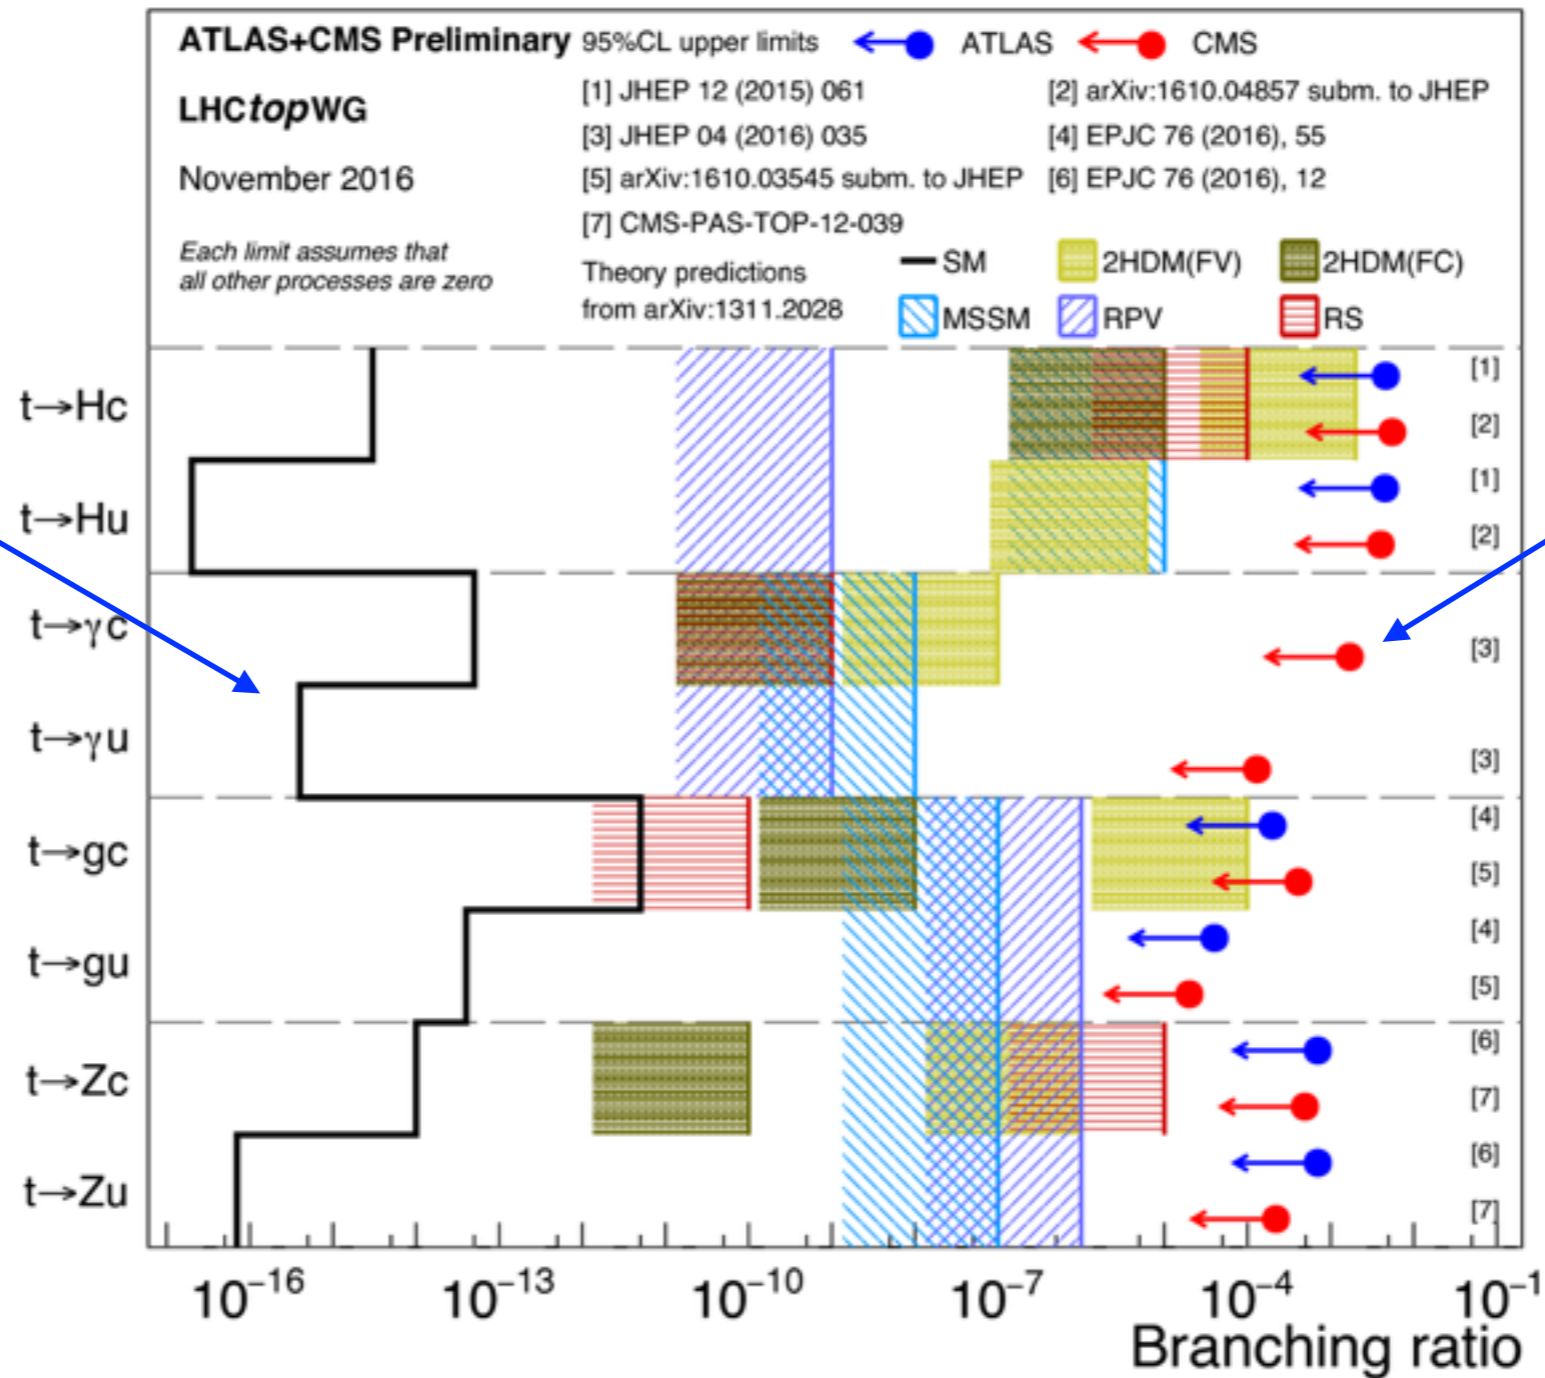 ATLAS+CMS Preliminary 95%CL upper limits ATLAS CMS
LHCtopWG
[1] JHEP 12 (2015) 061 [2] arXiv:1610.04857 subm. to JHEP
[3] JHEP 04 (2016) 035 [4] EPJC 76 (2016), 55
November 2016
[5] arXiv:1610.03545 subm. to JHEP [6] EPJC 76 (2016), 12
[7] CMS-PAS-TOP-12-039
Each limit assumes that
all other processes are zero
Theory predictions
from arXiv:1311.2028
SM 2HDM(FV) 2HDM(FC)
MSSM RPV RS
t→Hc [1]
[2]
t→Hu [1]
[2]
t→γc [3]
t→γu [3]
t→gc [4]
[5]
t→gu [4]
[5]
t→Zc [6]
[7]
t→Zu [6]
[7]
10⁻¹⁶ 10⁻¹³ 10⁻¹⁰ 10⁻⁷ 10⁻⁴ 10⁻¹
Branching ratio